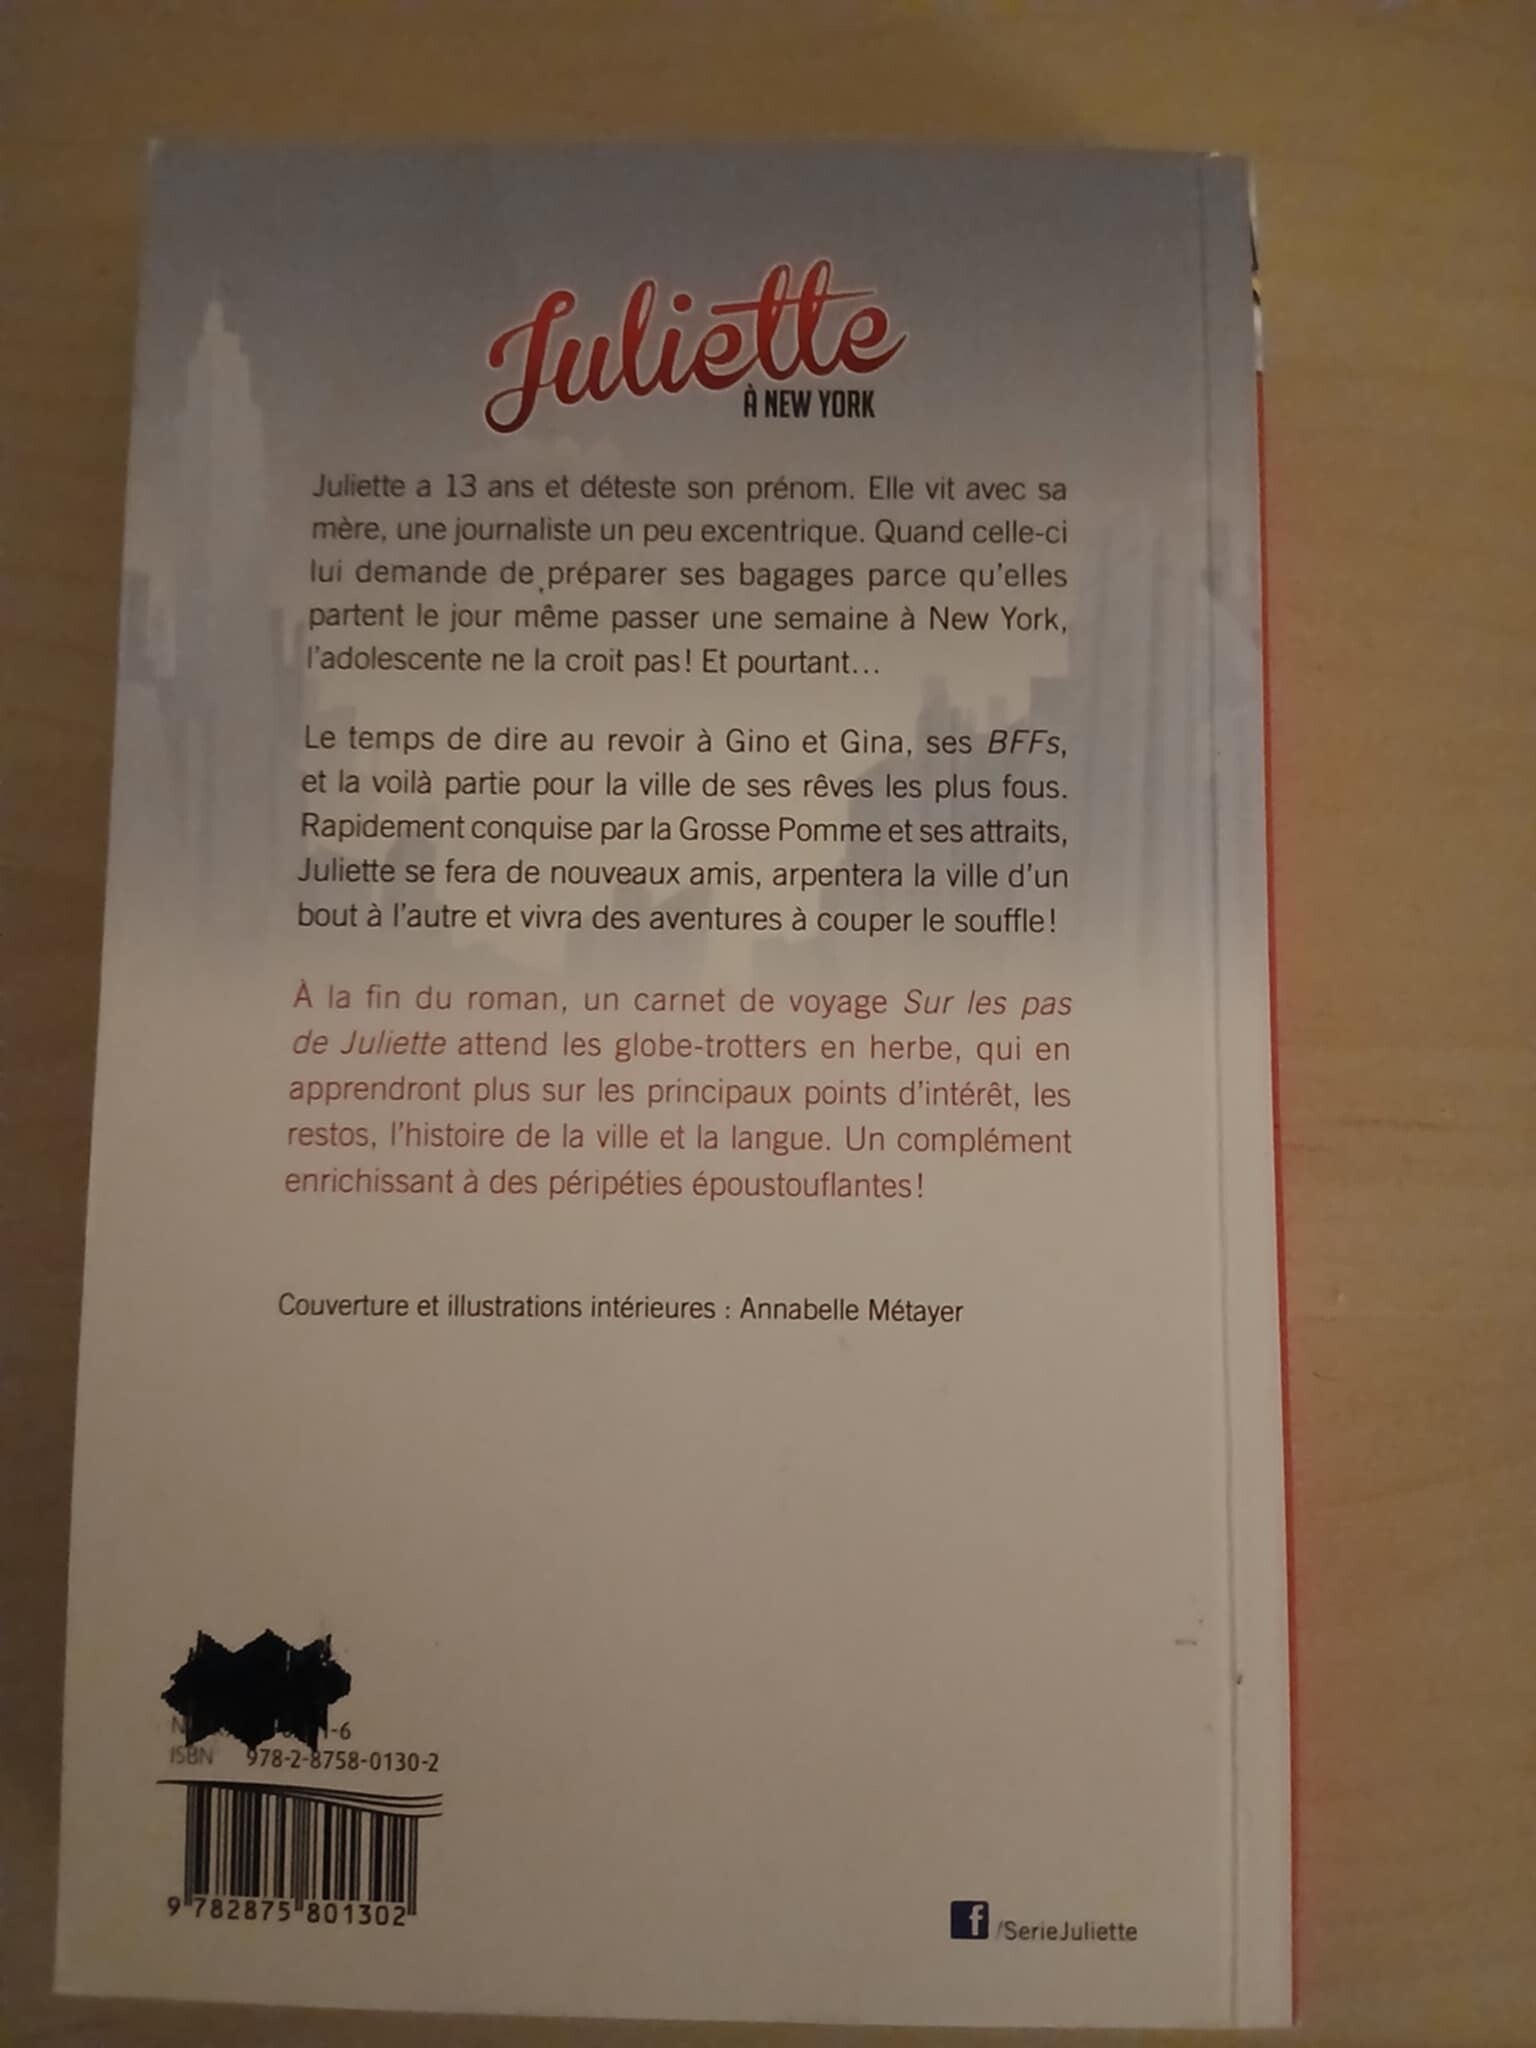 Juliette
À NEW YORK
Juliette a 13 ans et déteste son prénom. Elle vit avec sa
mère, une journaliste un peu excentrique. Quand celle-ci
lui demande de préparer ses bagages parce qu'elles
partent le jour même passer une semaine à New York,
l'adolescente ne la croit pas! Et pourtant...
Le temps de dire au revoir à Gino et Gina, ses BFFs,
et la voilà partie pour la ville de ses rêves les plus fous.
Rapidement conquise par la Grosse Pomme et ses attraits,
Juliette se fera de nouveaux amis, arpentera la ville d'un
bout à l'autre et vivra des aventures à couper le souffle!
À la fin du roman, un carnet de voyage Sur les pas
de Juliette attend les globe-trotters en herbe, qui en
apprendront plus sur les principaux points d'intérêt, les
restos, l'histoire de la ville et la langue. Un complément
enrichissant à des péripéties époustouflantes!
Couverture et illustrations intérieures : Annabelle Métayer
-6
ISBN 978-2-8758-0130-2
9 782875 801302
f /SerieJuliette